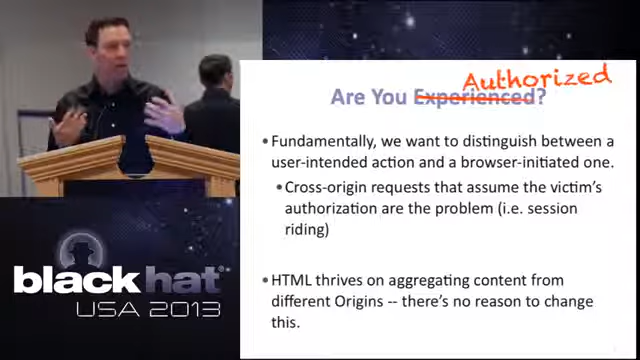 Authorized
Are You Experienced?
•Fundamentally, we want to distinguish between a
user-intended action and a browser-initiated one.
•Cross-origin requests that assume the victim's
authorization are the problem (i.e. session
riding)
•HTML thrives on aggregating content from
different Origins -- there's no reason to change
this.
black hat®
USA 2013